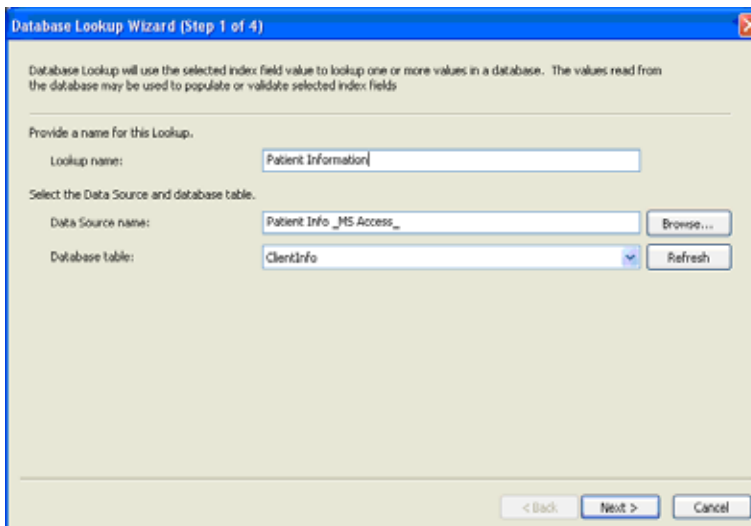 Database Lookup Wizard (Step 1 of 4)
Database Lookup will use the selected index field value to lookup one or more values in a database. The values read from
the database may be used to populate or validate selected index fields
Provide a name for this Lookup.
Lookup name: Patient Information
Select the Data Source and database table.
Data Source name: Patient Info _MS Access_ Browse...
Database table: ClientInfo Refresh
< Back Next > Cancel